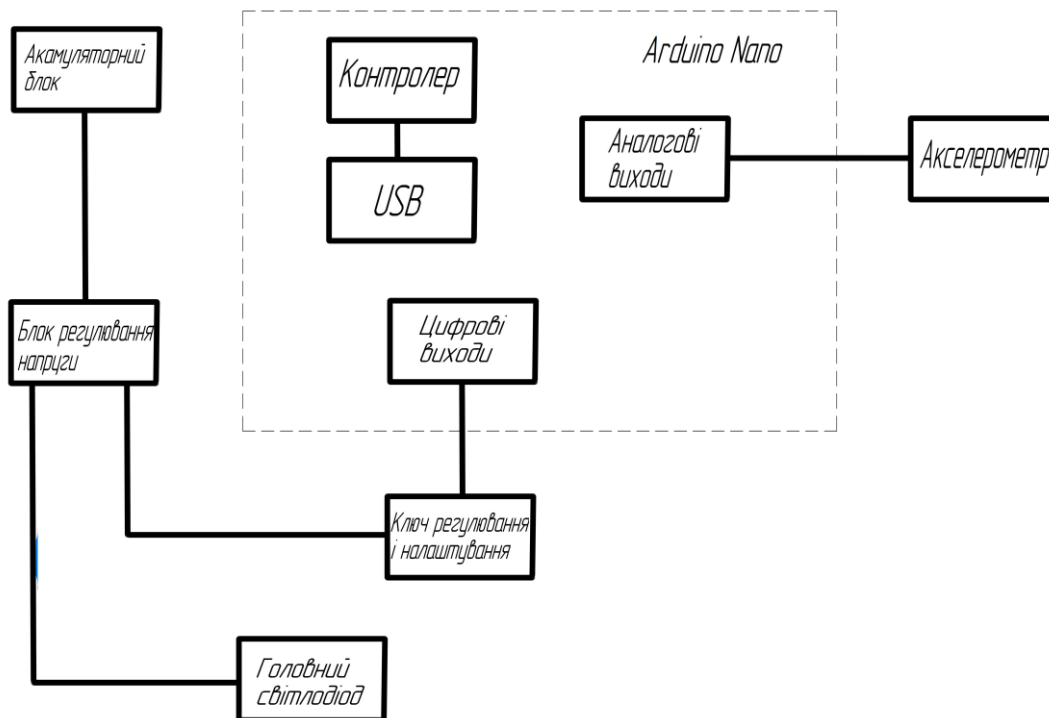 Акамуляторний
блок
Контролер
Arduino Nano
USB
Аналогові
виходи
Акселерометр
Блок регулювання
напруги
Цифрові
виходи
Ключ регулювання
і налаштування
Головний
світлодіод